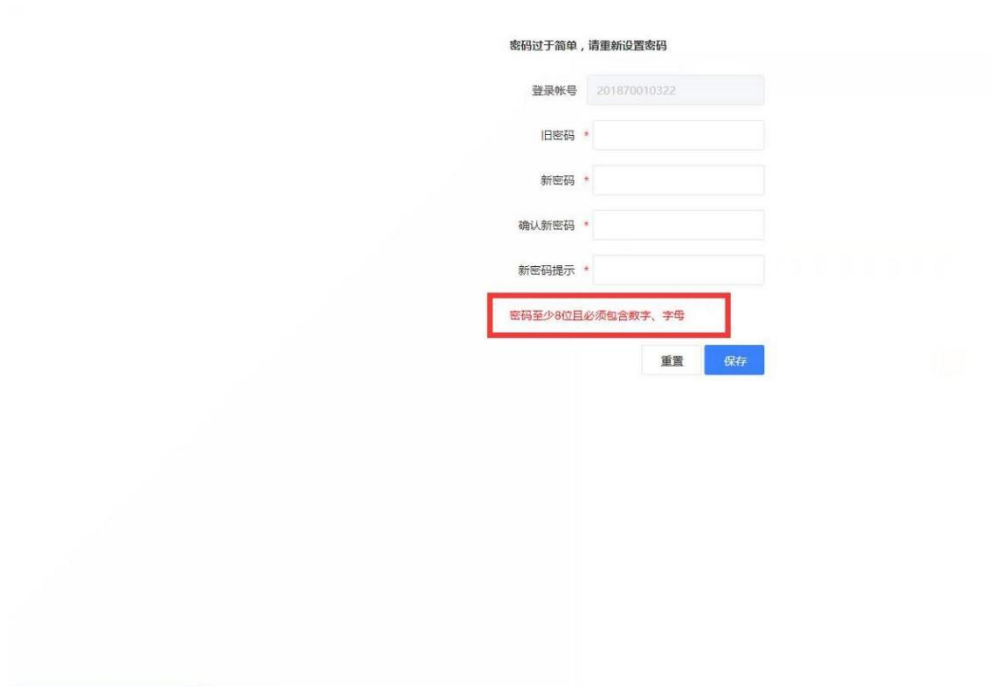 密码过于简单，请重新设置密码
登录帐号 201870010322
旧密码 *
新密码 *
确认新密码 *
新密码提示 *
密码至少8位且必须包含数字、字母
重置 保存